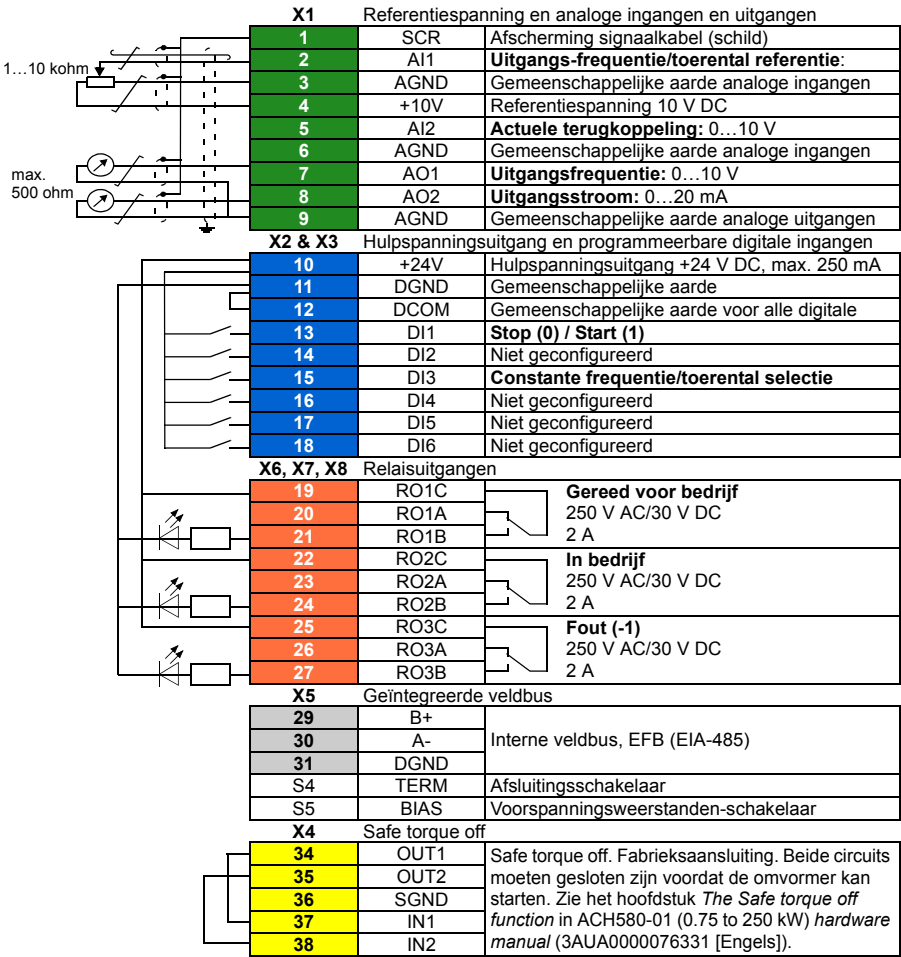 X1 Referentiespanning en analoge ingangen en uitgangen
1 SCR Afscherming signaalkabel (schild)
2 AI1 Uitgangs-frequentie/toerental referentie:
1…10 kohm
3 AGND Gemeenschappelijke aarde analoge ingangen
4 +10V Referentiespanning 10 V DC
5 AI2 Actuele terugkoppeling: 0…10 V
6 AGND Gemeenschappelijke aarde analoge ingangen
7 AO1 Uitgangsfrequentie: 0…10 V
max.
500 ohm
8 AO2 Uitgangsstroom: 0…20 mA
9 AGND Gemeenschappelijke aarde analoge uitgangen
X2 & X3 Hulpspanningsuitgang en programmeerbare digitale ingangen
10 +24V Hulpspanningsuitgang +24 V DC, max. 250 mA
11 DGND Gemeenschappelijke aarde
12 DCOM Gemeenschappelijke aarde voor alle digitale
13 DI1 Stop (0) / Start (1)
14 DI2 Niet geconfigureerd
15 DI3 Constante frequentie/toerental selectie
16 DI4 Niet geconfigureerd
17 DI5 Niet geconfigureerd
18 DI6 Niet geconfigureerd
X6, X7, X8 Relaisuitgangen
19 RO1C Gereed voor bedrijf
20 RO1A 250 V AC/30 V DC
21 RO1B 2 A
22 RO2C In bedrijf
23 RO2A 250 V AC/30 V DC
24 RO2B 2 A
25 RO3C Fout (-1)
26 RO3A 250 V AC/30 V DC
27 RO3B 2 A
X5 Geïntegreerde veldbus
29 B+
30 A- Interne veldbus, EFB (EIA-485)
31 DGND
S4 TERM Afsluitingsschakelaar
S5 BIAS Voorspanningsweerstanden-schakelaar
X4 Safe torque off
34 OUT1 Safe torque off. Fabrieksaansluiting. Beide circuits
35 OUT2 moeten gesloten zijn voordat de omvormer kan
36 SGND starten. Zie het hoofdstuk The Safe torque off
37 IN1 function in ACH580-01 (0.75 to 250 kW) hardware
38 IN2 manual (3AUA0000076331 [Engels]).